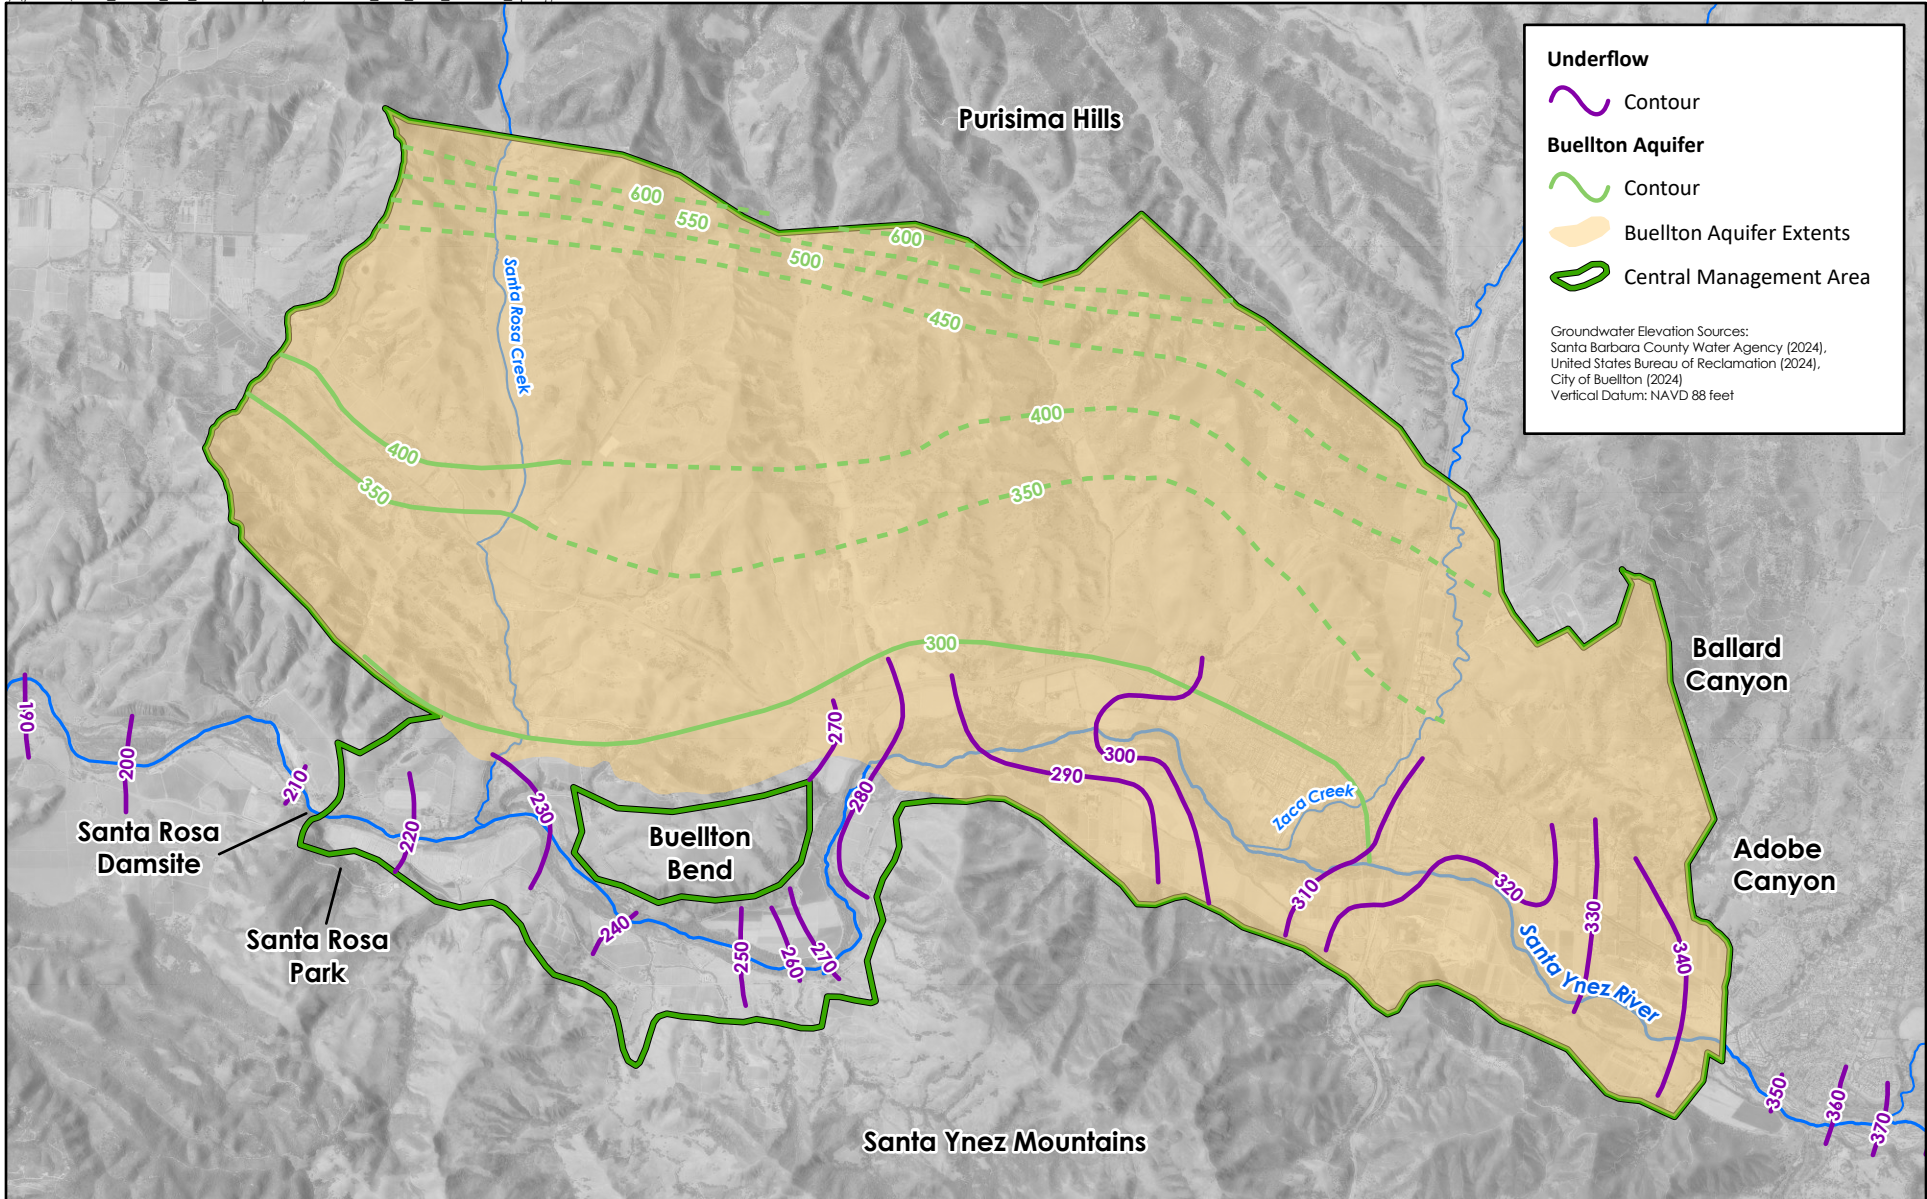 Purisima Hills
Underflow
Contour
Buellton Aquifer
Contour
Buellton Aquifer Extents
Central Management Area
Groundwater Elevation Sources:
Santa Barbara County Water Agency (2024),
United States Bureau of Reclamation (2024),
City of Buellton (2024)
Vertical Datum: NAVD 88 feet
600
550
600
500
450
Santa Rosa Creek
400
400
350
350
300
Ballard
Canyon
190
200
210
220
230
270
280
290
300
Zaca Creek
310
320
330
340
Santa Rosa
Damsite
Buellton
Bend
Adobe
Canyon
Santa Rosa
Park
240
250
260
270
Santa Ynez River
350
360
370
Santa Ynez Mountains